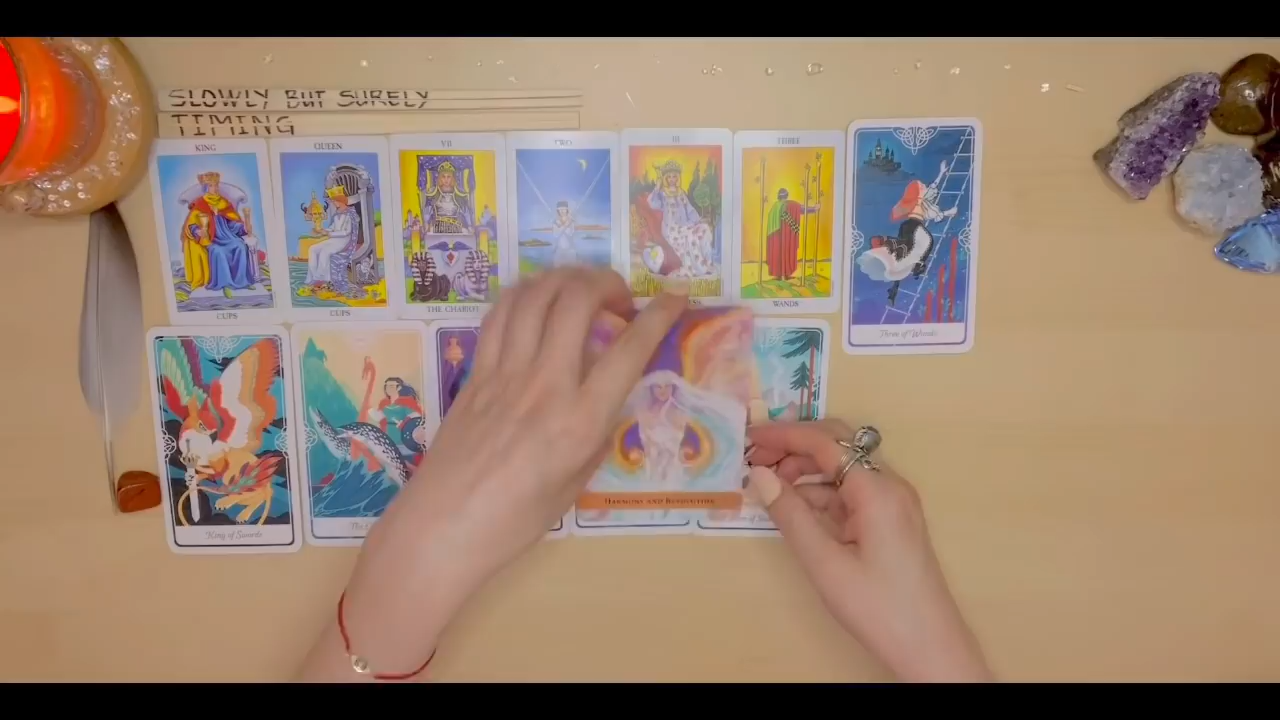 SLOWLY BUT SURELY
TIMING
KING
QUEEN
VII
TWO
III
THREE
CUPS
CUPS
THE CHARIOT
WANDS
Three of Wands
King of Swords
HARMONY AND RESOLUTION